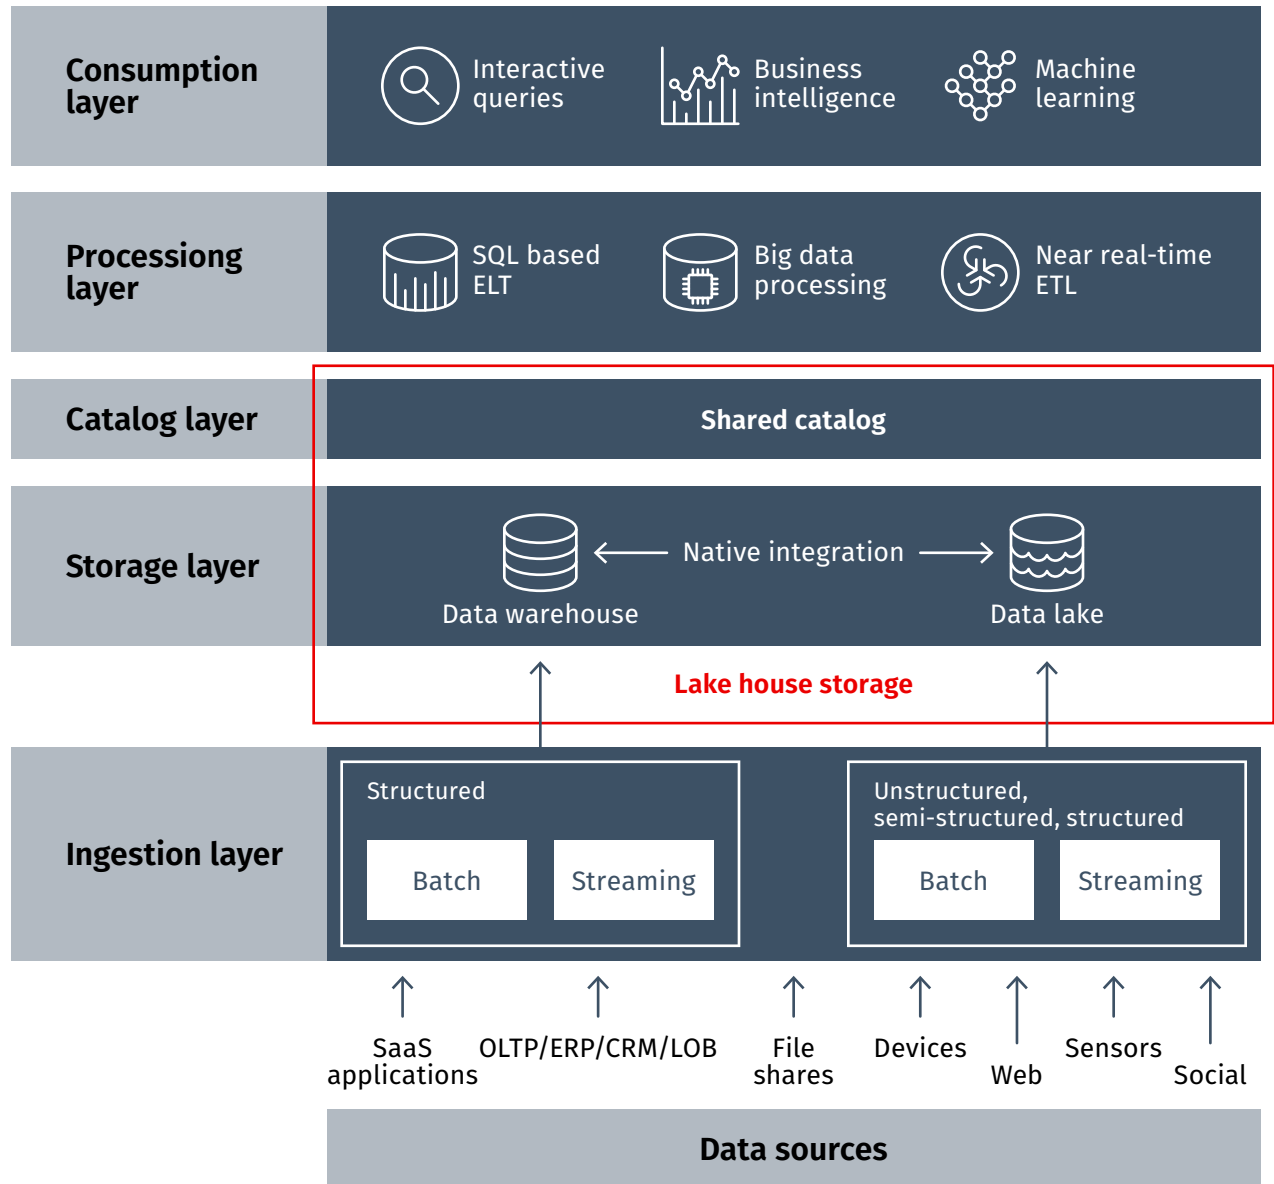 Consumption
layer
Interactive
queries
Business
intelligence
Machine
learning
Processiong
layer
SQL based
ELT
Big data
processing
Near real-time
ETL
Catalog layer
Shared catalog
Storage layer
Native integration
Data warehouse
Data lake
Lake house storage
Ingestion layer
Structured
Batch
Streaming
Unstructured,
semi-structured, structured
Batch
Streaming
SaaS
applications
OLTP/ERP/CRM/LOB
File
shares
Devices
Web
Sensors
Social
Data sources